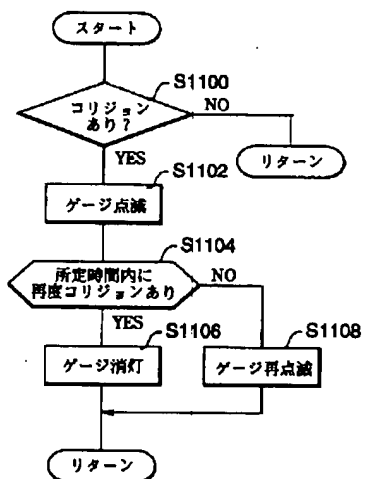 スタート
S1100
コリジョン
あり?
NO
YES
リターン
S1102
ゲージ点滅
S1104
所定時間内に
再度コリジョンあり
NO
YES
S1106
S1108
ゲージ消灯
ゲージ再点滅
リターン